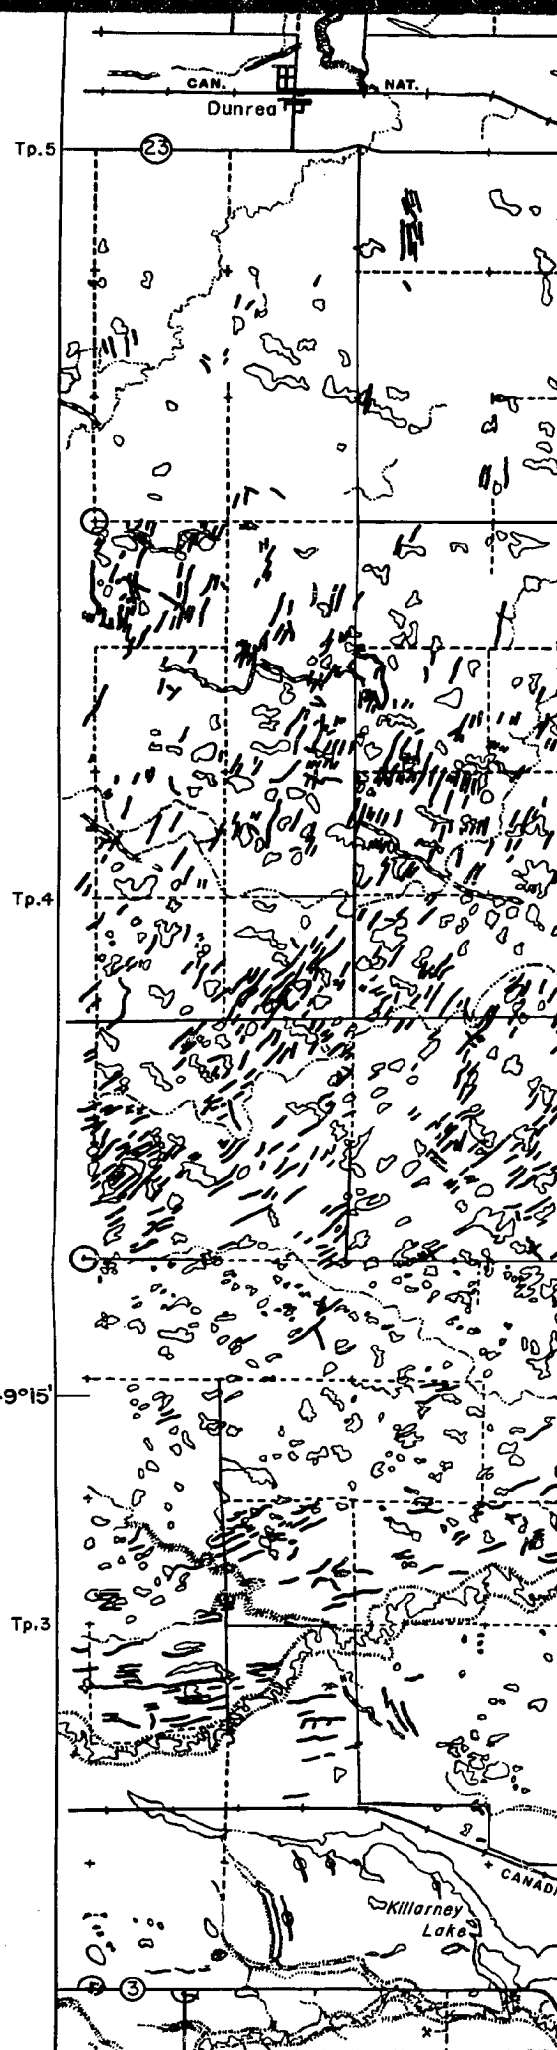 CAN. NAT.
Dunrea
Tp.5
23
Tp.4
9°15'
Tp.3
CANADI
Killarney
Lake
3